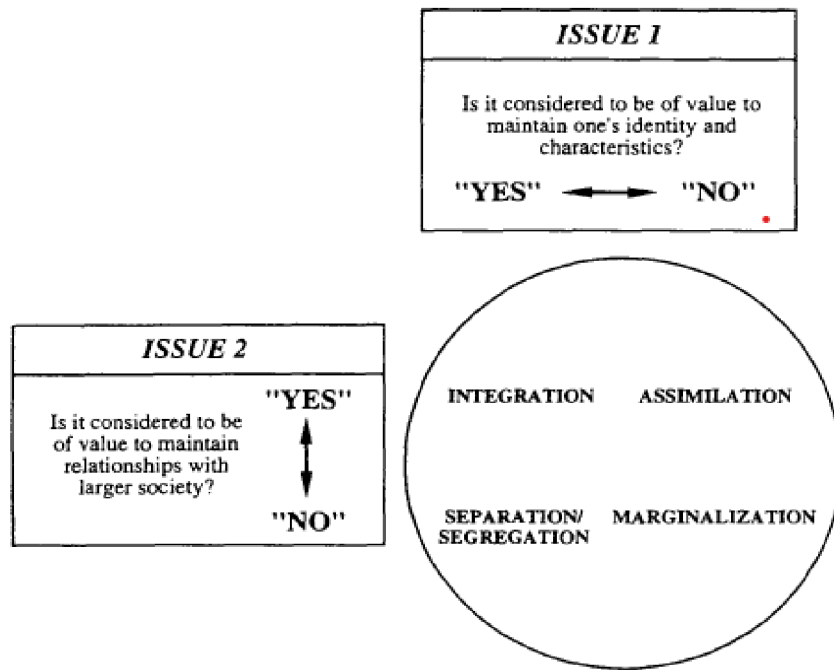 ISSUE 1
Is it considered to be of value to
maintain one's identity and
characteristics?
"YES" "NO"
ISSUE 2
"YES"
Is it considered to be
of value to maintain
relationships with
larger society?
"NO"
INTEGRATION ASSIMILATION
SEPARATION/ MARGINALIZATION
SEGREGATION